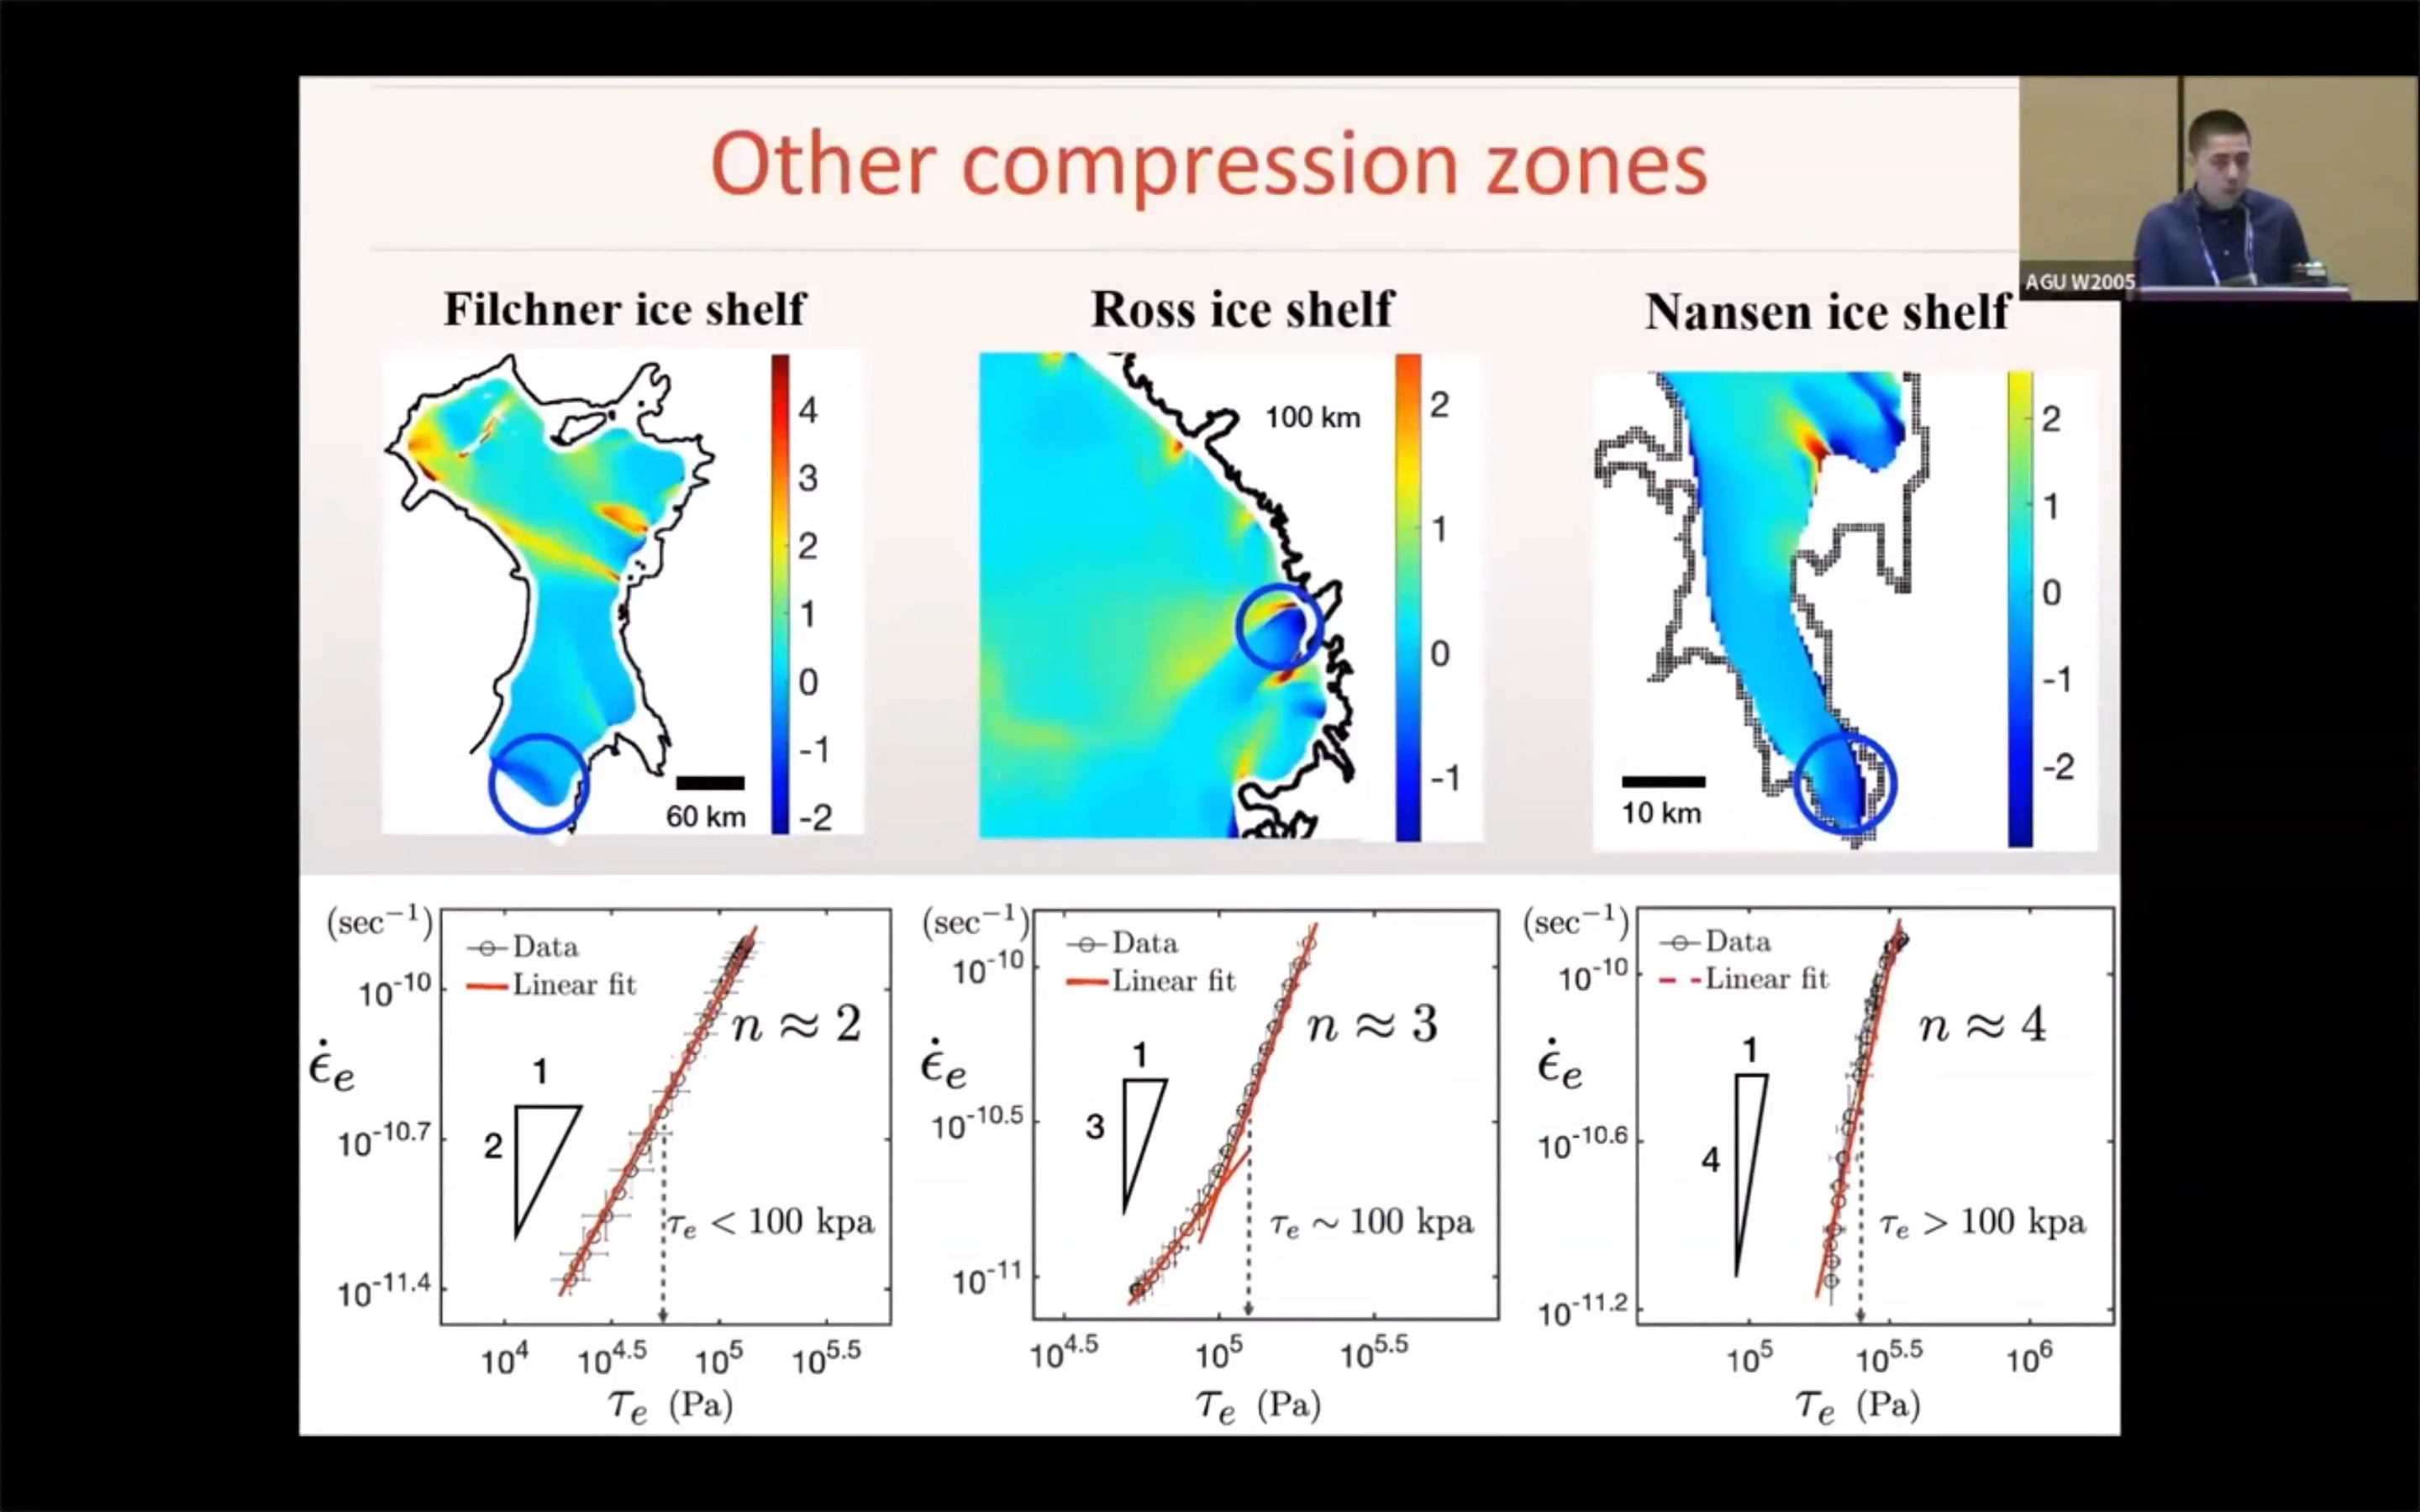 Other compression zones
AGU W2005
Filchner ice shelf
4
3
2
1
0
-1
-2
60 km
Ross ice shelf
100 km
2
1
0
-1
Nansen ice shelf
2
1
0
-1
-2
10 km
(sec⁻¹)
Data
Linear fit
10⁻¹⁰
10⁻¹⁰·⁷
10⁻¹¹·⁴
ϵ̇ₑ
n ≈ 2
1
2
τₑ < 100 kpa
10⁴
10⁴·⁵
10⁵
10⁵·⁵
τₑ (Pa)
(sec⁻¹)
Data
Linear fit
10⁻¹⁰
10⁻¹⁰·⁵
10⁻¹¹
ϵ̇ₑ
n ≈ 3
1
3
τₑ ∼ 100 kpa
10⁴·⁵
10⁵
10⁵·⁵
τₑ (Pa)
(sec⁻¹)
Data
Linear fit
10⁻¹⁰
10⁻¹⁰·⁶
10⁻¹¹·²
ϵ̇ₑ
n ≈ 4
1
4
τₑ > 100 kpa
10⁵
10⁵·⁵
10⁶
τₑ (Pa)